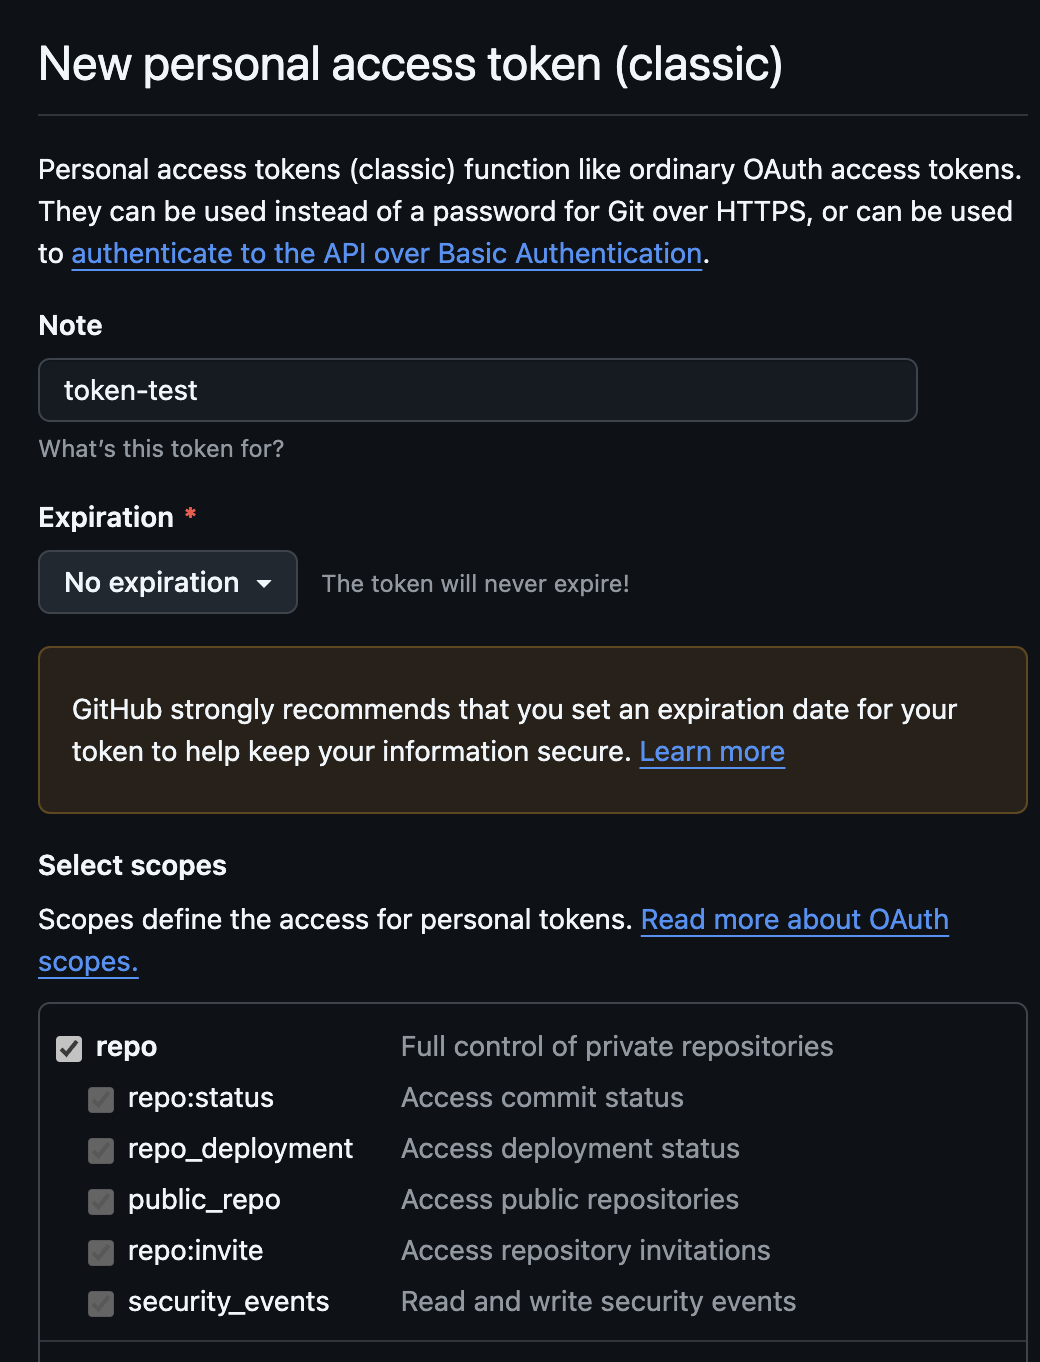 New personal access token (classic)
Personal access tokens (classic) function like ordinary OAuth access tokens.
They can be used instead of a password for Git over HTTPS, or can be used
to authenticate to the API over Basic Authentication.
Note
token-test
What's this token for?
Expiration *
No expiration The token will never expire!
GitHub strongly recommends that you set an expiration date for your
token to help keep your information secure. Learn more
Select scopes
Scopes define the access for personal tokens. Read more about OAuth
scopes.
repo Full control of private repositories
repo:status Access commit status
repo_deployment Access deployment status
public_repo Access public repositories
repo:invite Access repository invitations
security_events Read and write security events